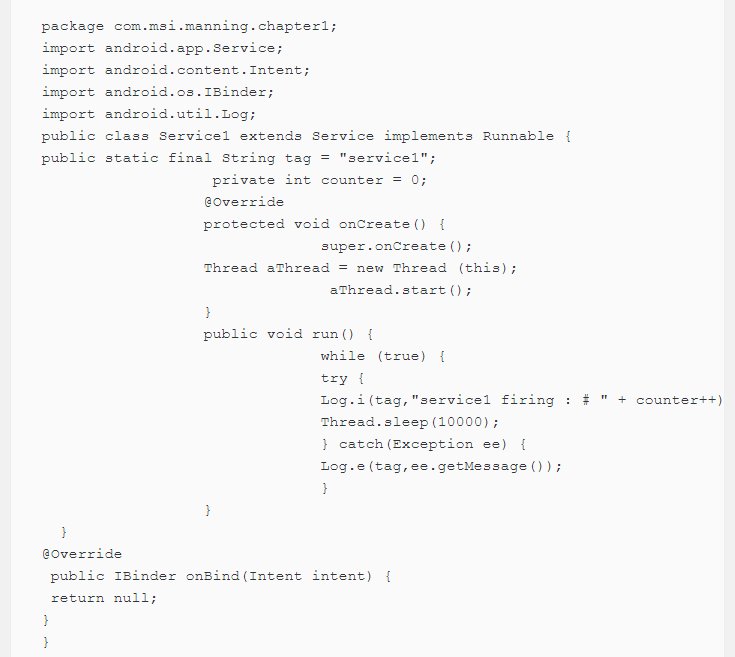 package com.msi.manning.chapter1;
import android.app.Service;
import android.content.Intent;
import android.os.IBinder;
import android.util.Log;
public class Service1 extends Service implements Runnable {
public static final String tag = "service1";
private int counter = 0;
@Override
protected void onCreate() {
super.onCreate();
Thread aThread = new Thread (this);
aThread.start();
}
public void run() {
while (true) {
try {
Log.i(tag,"service1 firing : # " + counter++)
Thread.sleep(10000);
} catch(Exception ee) {
Log.e(tag,ee.getMessage());
}
}
}
@Override
public IBinder onBind(Intent intent) {
return null;
}
}